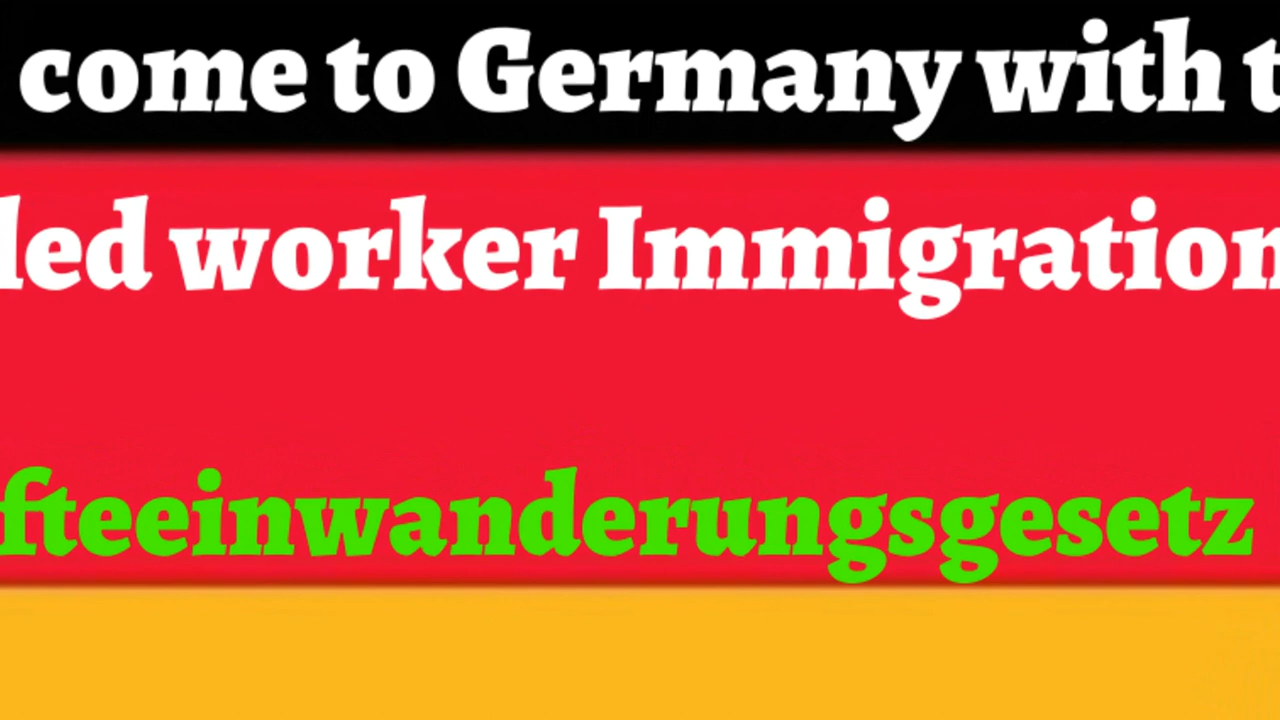 come to Germany with t
led worker Immigration
fteeinwanderungsgesetz